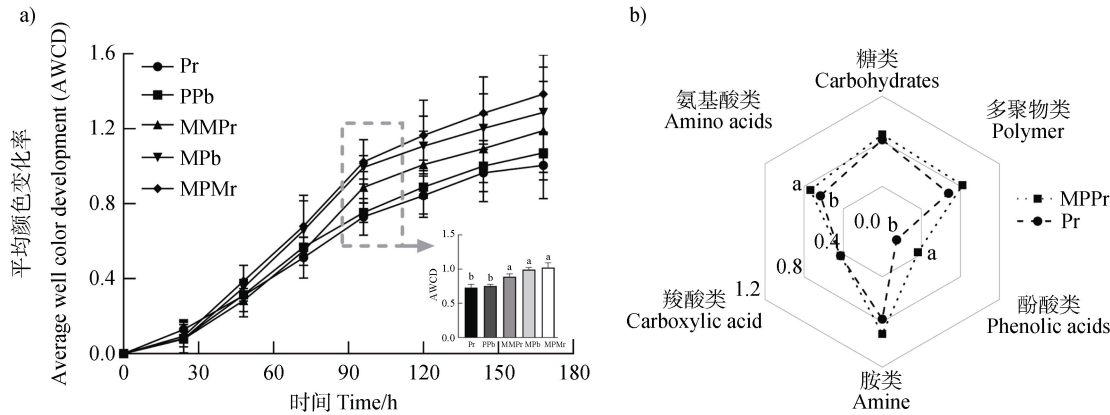 a)
平均颜色变化率
Average well color development (AWCD)
1.6
1.2
0.8
0.4
0.0
Pr
PPb
MMPr
MPb
MPMr
0
30
60
90
120
150
180
时间 Time/h
AWCD
1.5
1.0
0.5
0.0
b
b
a
a
a
Pr
PPb
MMPr
MPb
MPMr
b)
糖类
Carbohydrates
氨基酸类
Amino acids
多聚物类
Polymer
a
b
0.0
b
0.4
a
0.8
1.2
羧酸类
Carboxylic acid
酚酸类
Phenolic acids
胺类
Amine
MPPr
Pr